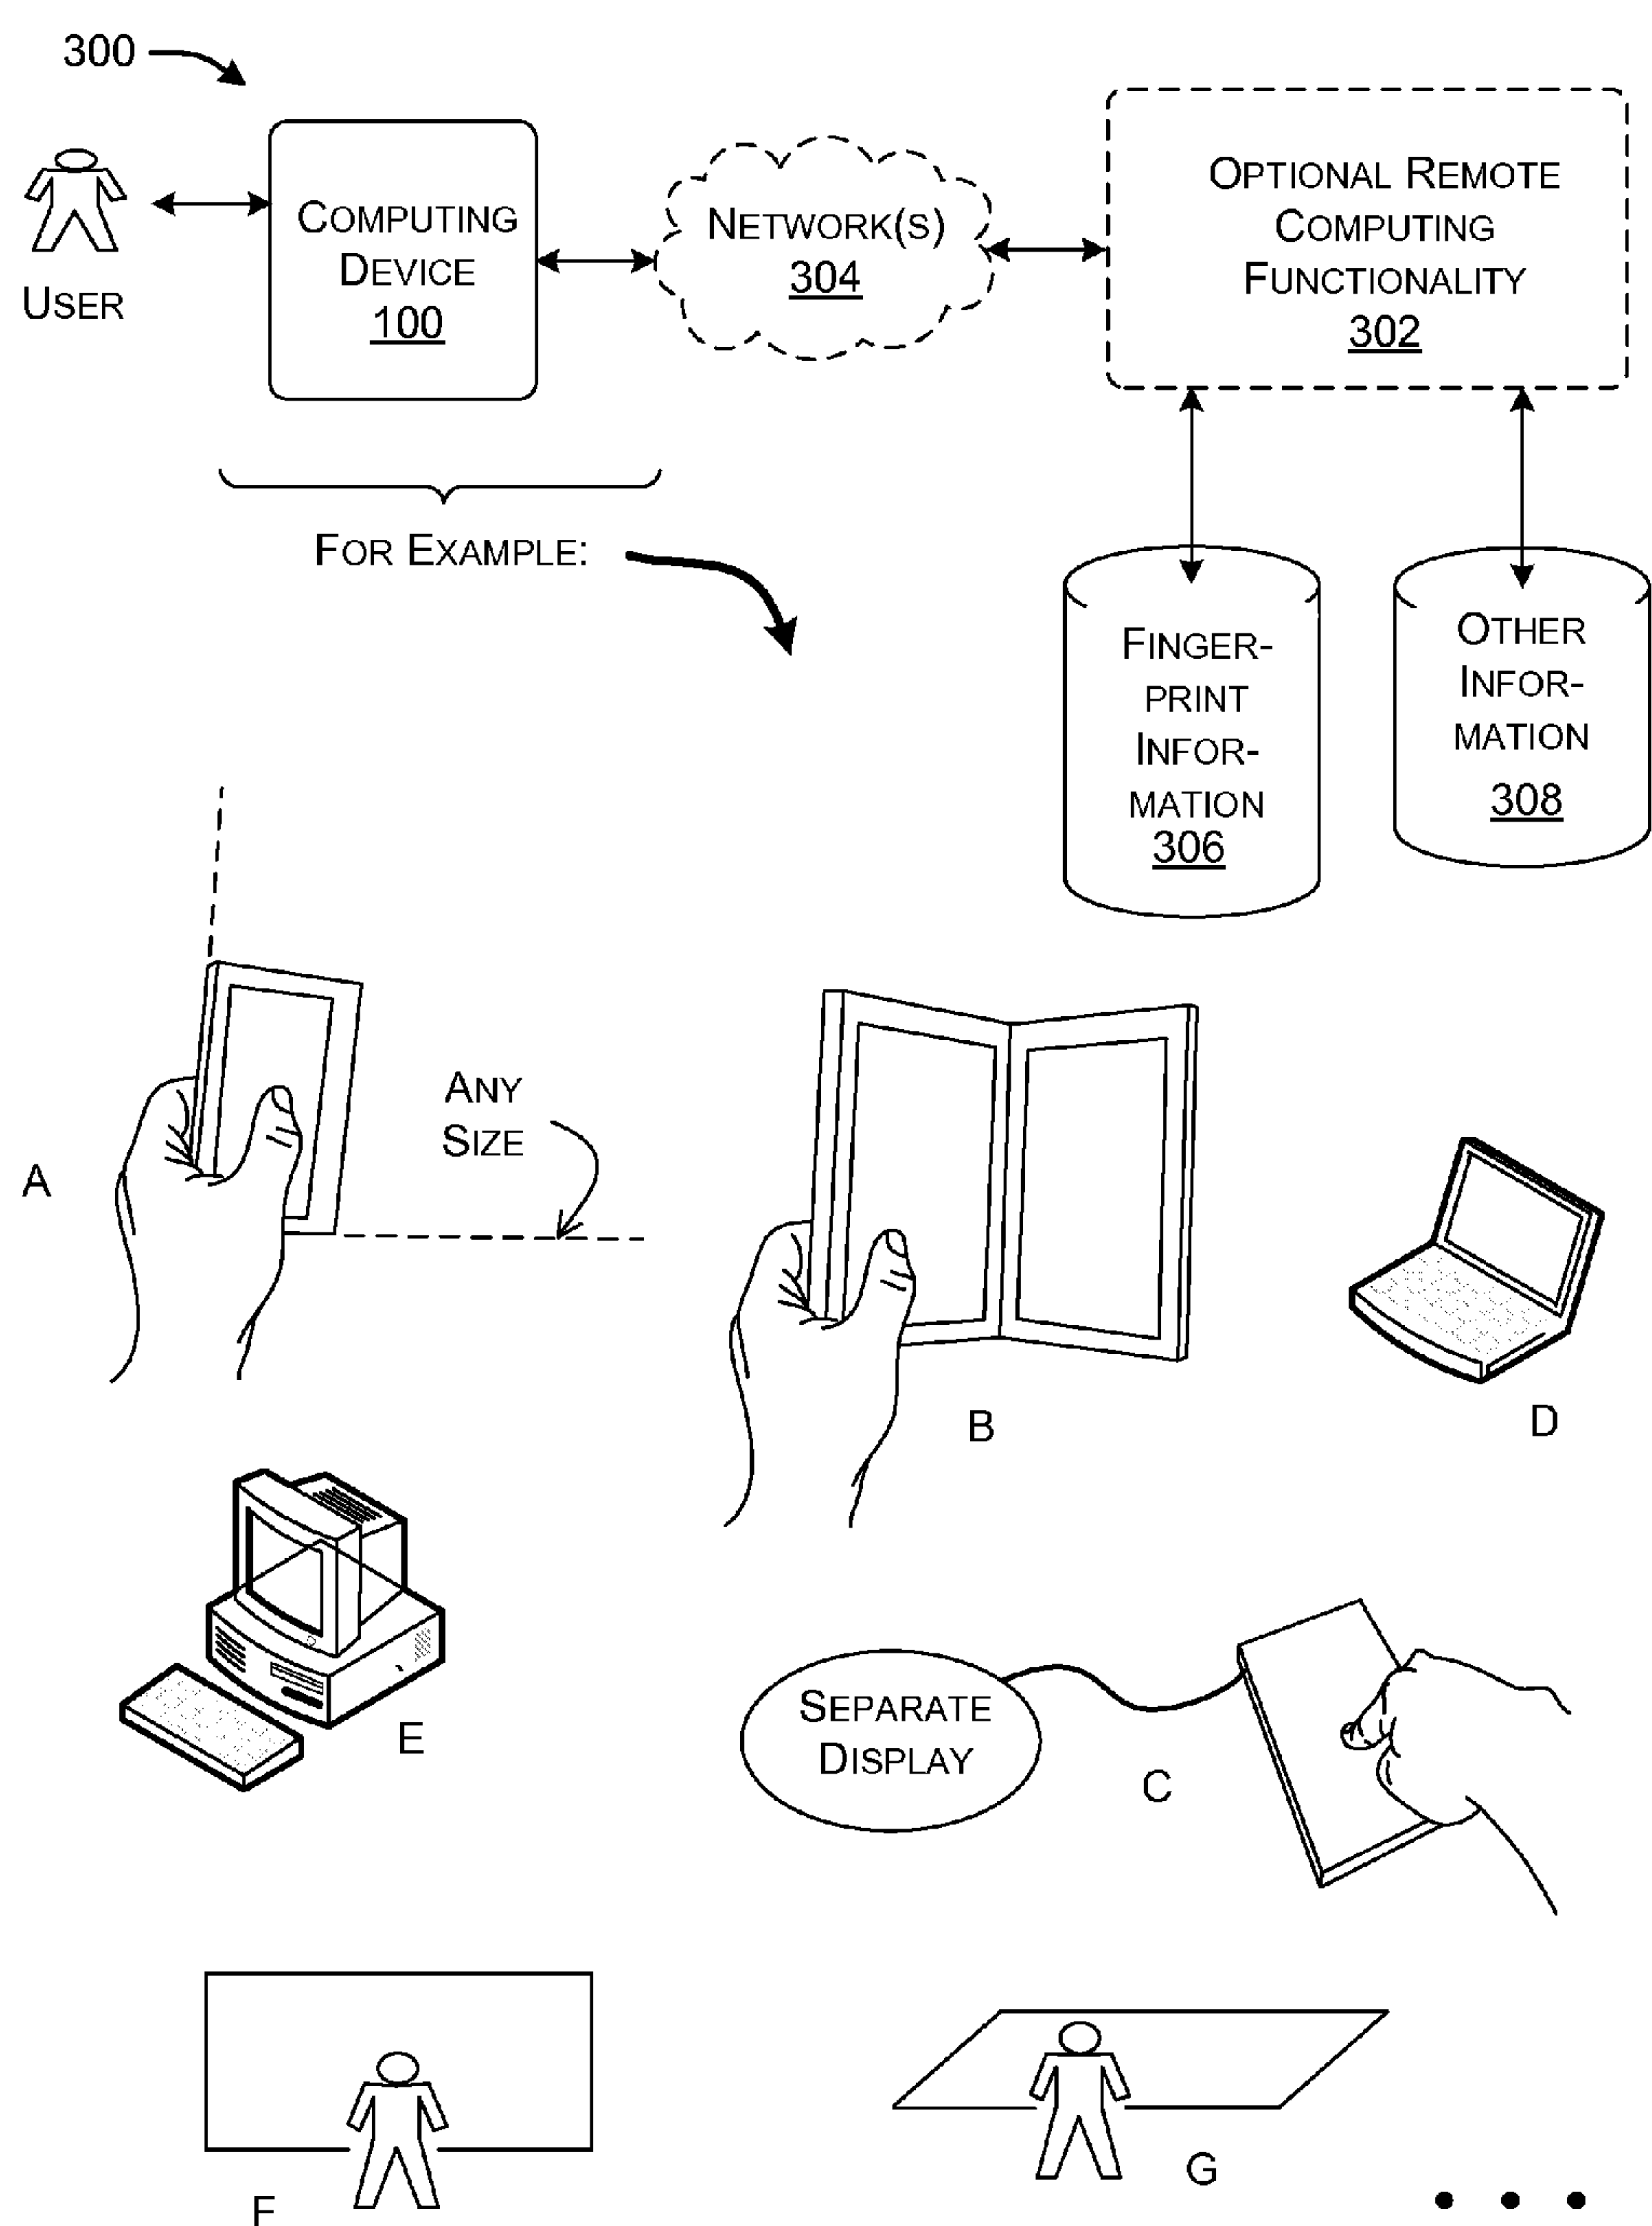 300
USER
COMPUTING
DEVICE
100
NETWORK(S)
304
OPTIONAL REMOTE
COMPUTING
FUNCTIONALITY
302
FOR EXAMPLE:
FINGER-
PRINT
INFOR-
MATION
306
OTHER
INFOR-
MATION
308
A
ANY
SIZE
B
D
E
SEPARATE
DISPLAY
C
F
G